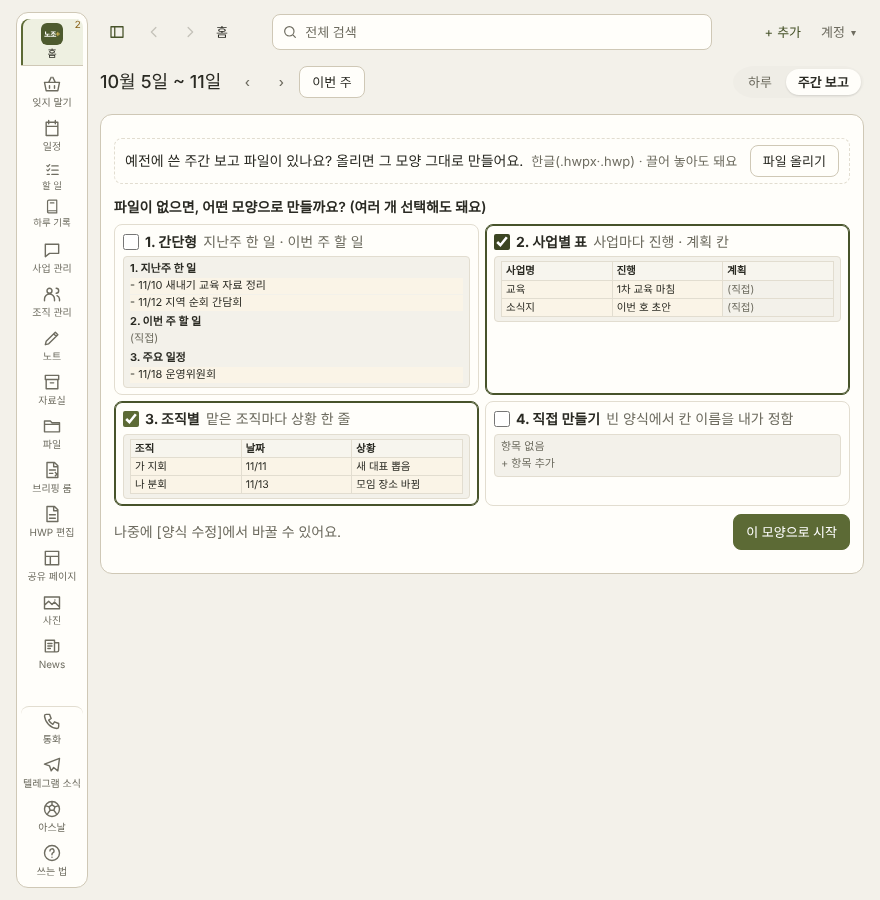 노조+
2
홈
잊지 말기
일정
할 일
하루 기록
사업 관리
조직 관리
노트
자료실
파일
브리핑 룸
HWP 편집
공유 페이지
사진
News
통화
텔레그램 소식
아스날
쓰는 법
홈
전체 검색
+ 추가
계정 ▾
10월 5일 ~ 11일
‹ ›
이번 주
하루
주간 보고
예전에 쓴 주간 보고 파일이 있나요? 올리면 그 모양 그대로 만들어요. 한글(.hwpx·.hwp) · 끌어 놓아도 돼요
파일 올리기
파일이 없으면, 어떤 모양으로 만들까요? (여러 개 선택해도 돼요)
1. 간단형 지난주 한 일 · 이번 주 할 일
1. 지난주 한 일
- 11/10 새내기 교육 자료 정리
- 11/12 지역 순회 간담회
2. 이번 주 할 일
(직접)
3. 주요 일정
- 11/18 운영위원회
2. 사업별 표 사업마다 진행 · 계획 칸
사업명 진행 계획
교육 1차 교육 마침 (직접)
소식지 이번 호 초안 (직접)
3. 조직별 맡은 조직마다 상황 한 줄
조직 날짜 상황
가 지회 11/11 새 대표 뽑음
나 분회 11/13 모임 장소 바뀜
4. 직접 만들기 빈 양식에서 칸 이름을 내가 정함
항목 없음
+ 항목 추가
나중에 [양식 수정]에서 바꿀 수 있어요.
이 모양으로 시작